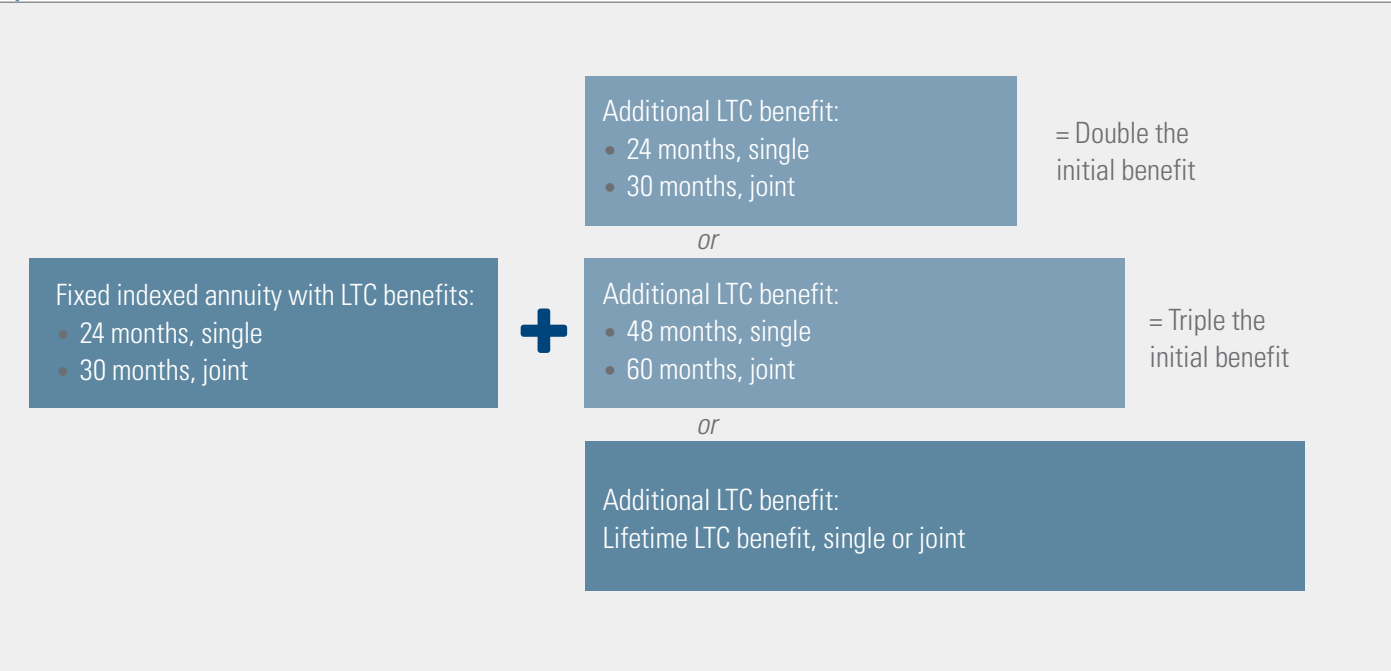 Additional LTC benefit:
• 24 months, single
• 30 months, joint
= Double the
initial benefit
or
Fixed indexed annuity with LTC benefits:
• 24 months, single
• 30 months, joint
+
Additional LTC benefit:
• 48 months, single
• 60 months, joint
= Triple the
initial benefit
or
Additional LTC benefit:
Lifetime LTC benefit, single or joint